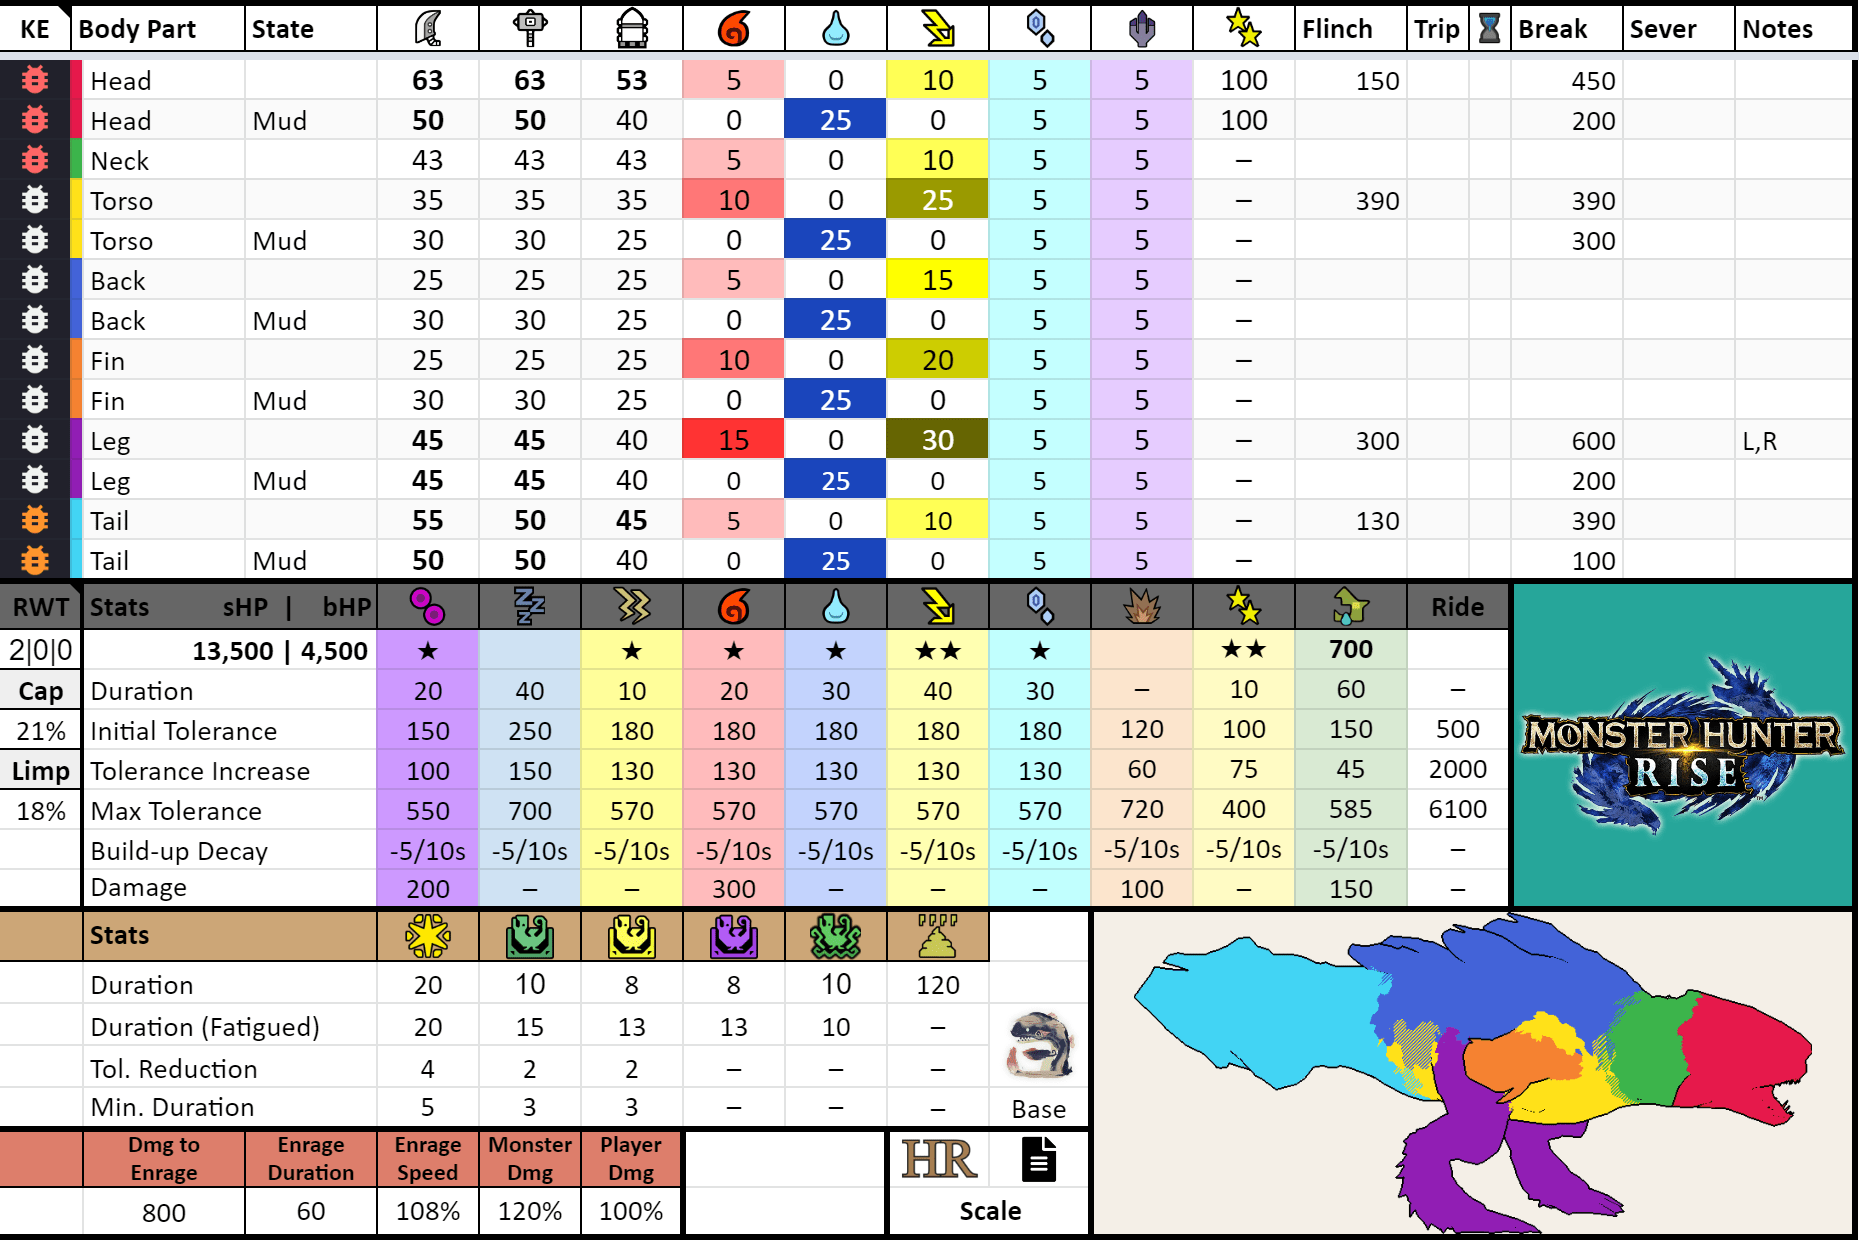 KE Body Part State Flinch Trip Break Sever Notes
Head 63 63 53 5 0 10 5 5 100 150 450
Head Mud 50 50 40 0 25 0 5 5 100 200
Neck 43 43 43 5 0 10 5 5 –
Torso 35 35 35 10 0 25 5 5 – 390 390
Torso Mud 30 30 25 0 25 0 5 5 – 300
Back 25 25 25 5 0 15 5 5 –
Back Mud 30 30 25 0 25 0 5 5 –
Fin 25 25 25 10 0 20 5 5 –
Fin Mud 30 30 25 0 25 0 5 5 –
Leg 45 45 40 15 0 30 5 5 – 300 600 L,R
Leg Mud 45 45 40 0 25 0 5 5 – 200
Tail 55 50 45 5 0 10 5 5 – 130 390
Tail Mud 50 50 40 0 25 0 5 5 – 100
RWT Stats sHP | bHP Ride
2|0|0 13,500 | 4,500 ★ ★ ★ ★ ★★ ★ ★★ 700
Cap Duration 20 40 10 20 30 40 30 – 10 60 –
21% Initial Tolerance 150 250 180 180 180 180 180 120 100 150 500
Limp Tolerance Increase 100 150 130 130 130 130 130 60 75 45 2000
18% Max Tolerance 550 700 570 570 570 570 570 720 400 585 6100
Build-up Decay -5/10s -5/10s -5/10s -5/10s -5/10s -5/10s -5/10s -5/10s -5/10s -5/10s –
Damage 200 – – 300 – – – 100 – 150 –
MONSTER HUNTER
RISE
Stats
Duration 20 10 8 8 10 120
Duration (Fatigued) 20 15 13 13 10 –
Tol. Reduction 4 2 2 – – –
Min. Duration 5 3 3 – – – Base
Dmg to Enrage Enrage Monster Player
Enrage Duration Speed Dmg Dmg
HR
800 60 108% 120% 100% Scale